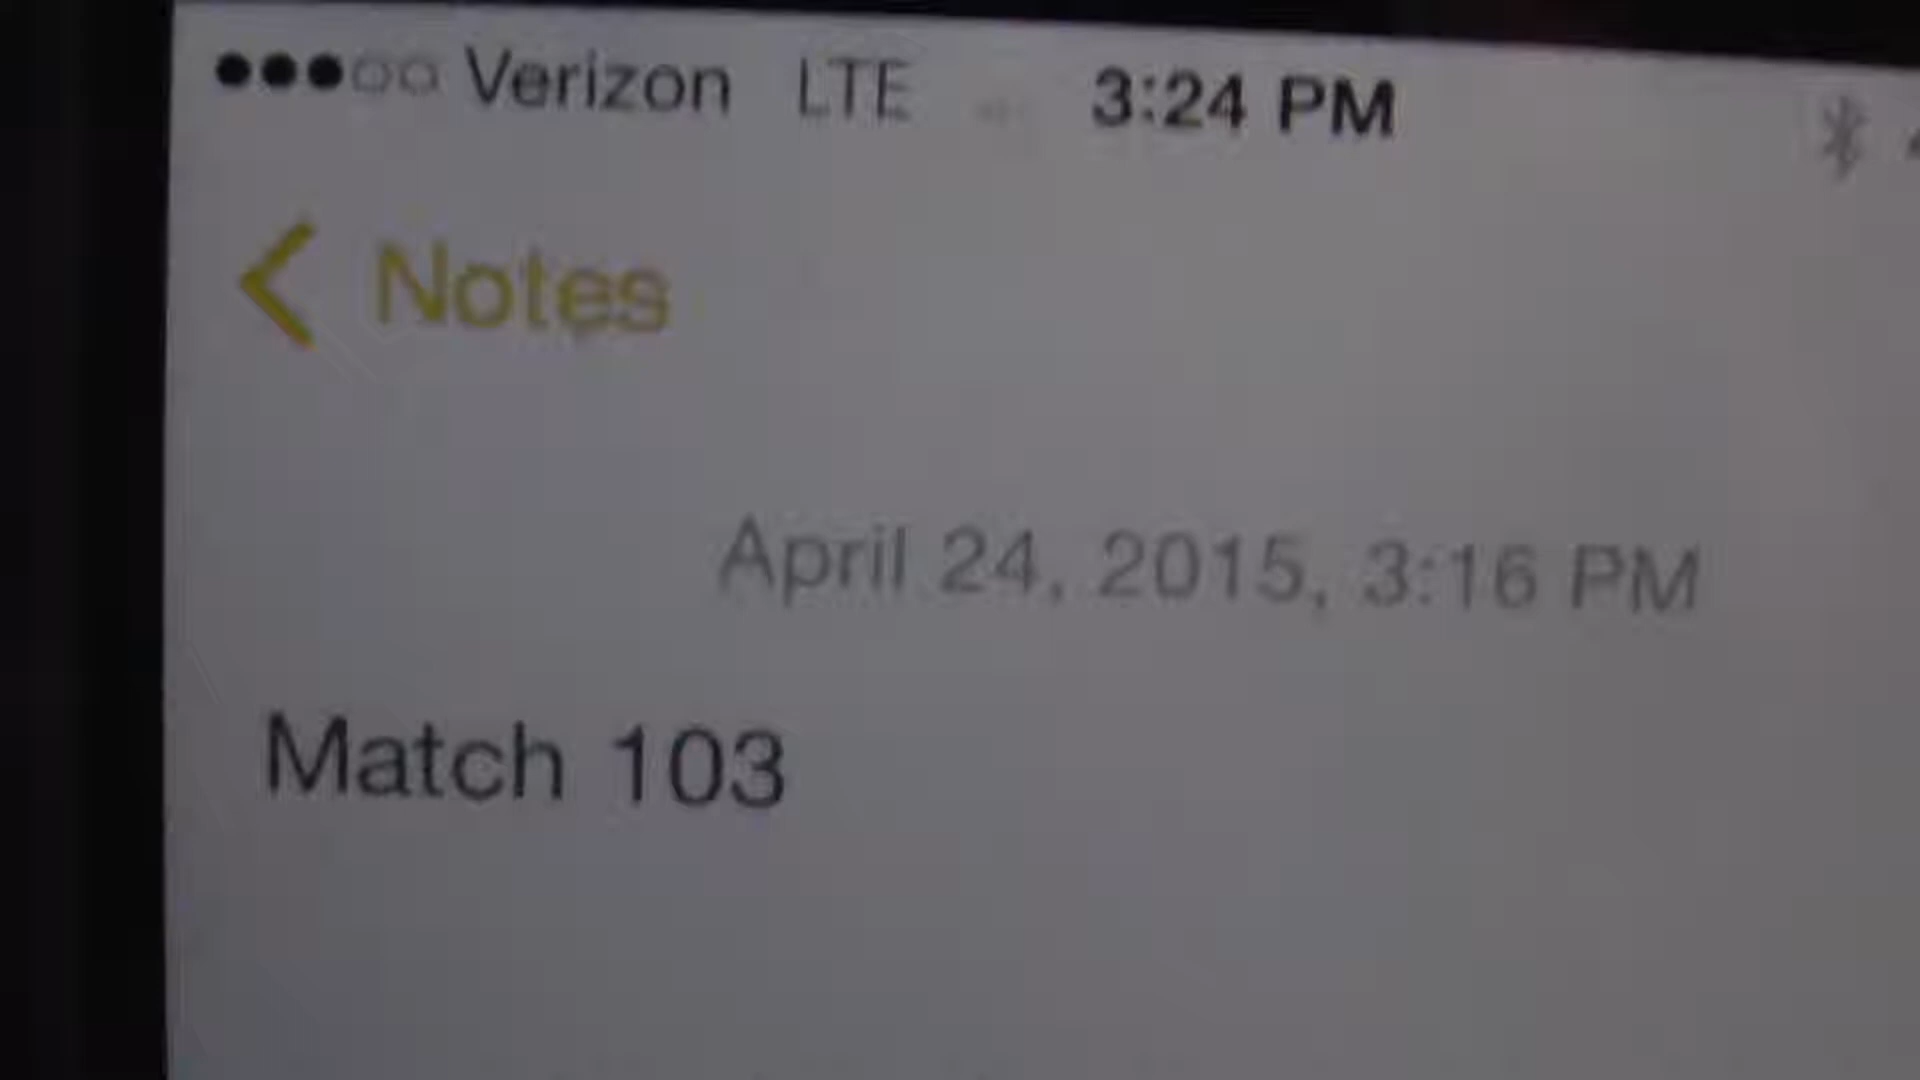 Verizon LTE 3:24 PM
Notes
April 24, 2015, 3:16 PM
Match 103